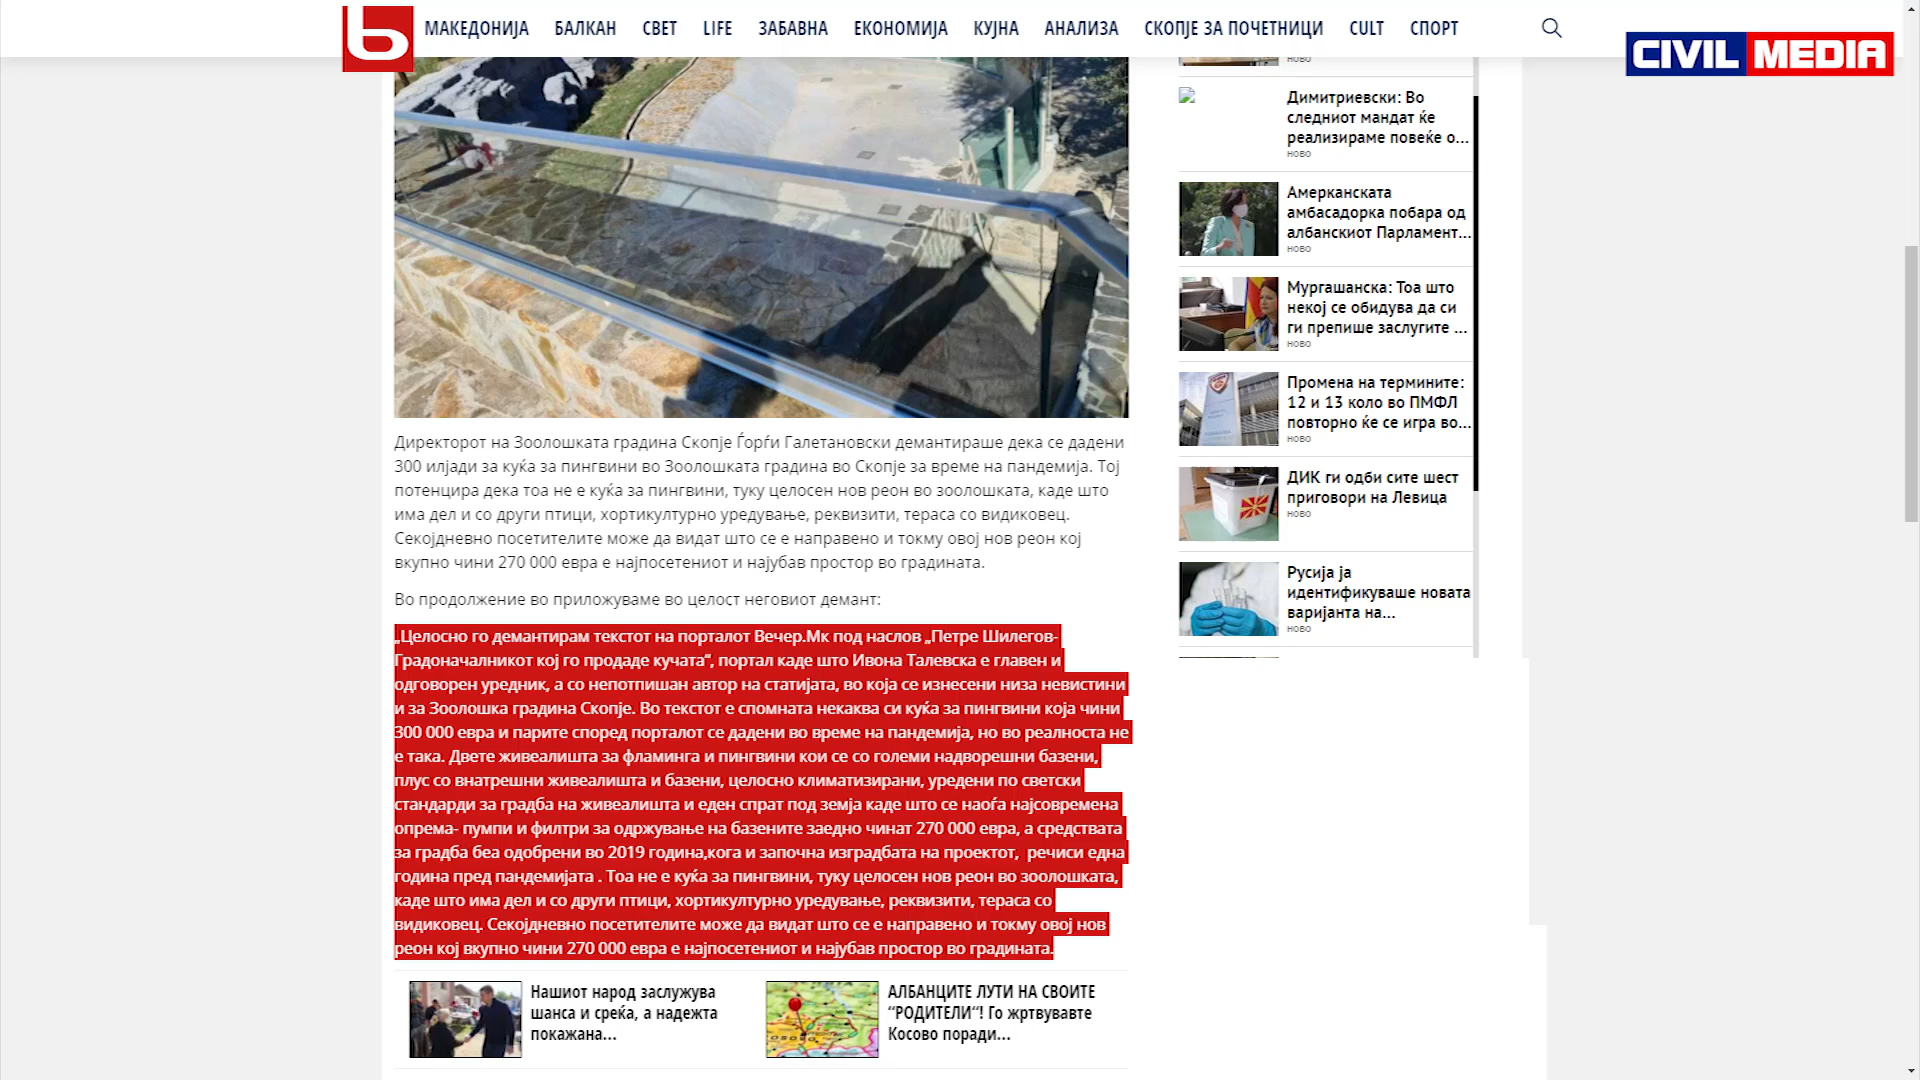 МАКЕДОНИЈА БАЛКАН СВЕТ LIFE ЗАБАВНА ЕКОНОМИЈА КУЈНА АНАЛИЗА СКОПЈЕ ЗА ПОЧЕТНИЦИ CULT СПОРТ
CIVIL MEDIA
Директорот на Зоолошката градина Скопје Ѓорѓи Галетановски демантираше дека се дадени
300 илјади за куќа за пингвини во Зоолошката градина во Скопје за време на пандемија. Тој
потенцира дека тоа не е куќа за пингвини, туку целосен нов реон во зоолошката, каде што
има дел и со други птици, хортикултурно уредување, реквизити, тераса со видиковец.
Секојдневно посетителите може да видат што се е направено и токму овој нов реон кој
вкупно чини 270 000 евра е најпосетениот и најубав простор во градината.
Во продолжение во приложуваме во целост неговиот демант:
„Целосно го демантирам текстот на порталот Вечер.Мк под наслов „Петре Шилегов-
Градоначалникот кој го продаде кучата“, портал каде што Ивона Талевска е главен и
одговорен уредник, а со непотпишан автор на статијата, во која се изнесени низа невистини
и за Зоолошка градина Скопје. Во текстот е спомната некаква си куќа за пингвини која чини
300 000 евра и парите според порталот се дадени во време на пандемија, но во реалноста не
е така. Двете живеалишта за фламинга и пингвини кои се со големи надворешни базени,
плус со внатрешни живеалишта и базени, целосно климатизирани, уредени по светски
стандарди за градба на живеалишта и еден спрат под земја каде што се наоѓа најсовремена
опрема- пумпи и филтри за одржување на базените заедно чинат 270 000 евра, а средствата
за градба беа одобрени во 2019 година,кога и започна изградбата на проектот,  речиси една
година пред пандемијата . Тоа не е куќа за пингвини, туку целосен нов реон во зоолошката,
каде што има дел и со други птици, хортикултурно уредување, реквизити, тераса со
видиковец. Секојдневно посетителите може да видат што се е направено и токму овој нов
реон кој вкупно чини 270 000 евра е најпосетениот и најубав простор во градината.
Нашиот народ заслужува
шанса и среќа, а надежта
покажана...
АЛБАНЦИТЕ ЛУТИ НА СВОИТЕ
“РОДИТЕЛИ“! Го жртвувавте
Косово поради...
НОВО
Димитриевски: Во
следниот мандат ќе
реализираме повеќе о...
НОВО
Амерканската
амбасадорка побара од
албанскиот Парламент...
НОВО
Мургашанска: Тоа што
некој се обидува да си
ги препише заслугите ...
НОВО
Промена на термините:
12 и 13 коло во ПМФЛ
повторно ќе се игра во...
НОВО
ДИК ги одби сите шест
приговори на Левица
НОВО
Русија ја
идентификуваше новата
варијанта на...
НОВО